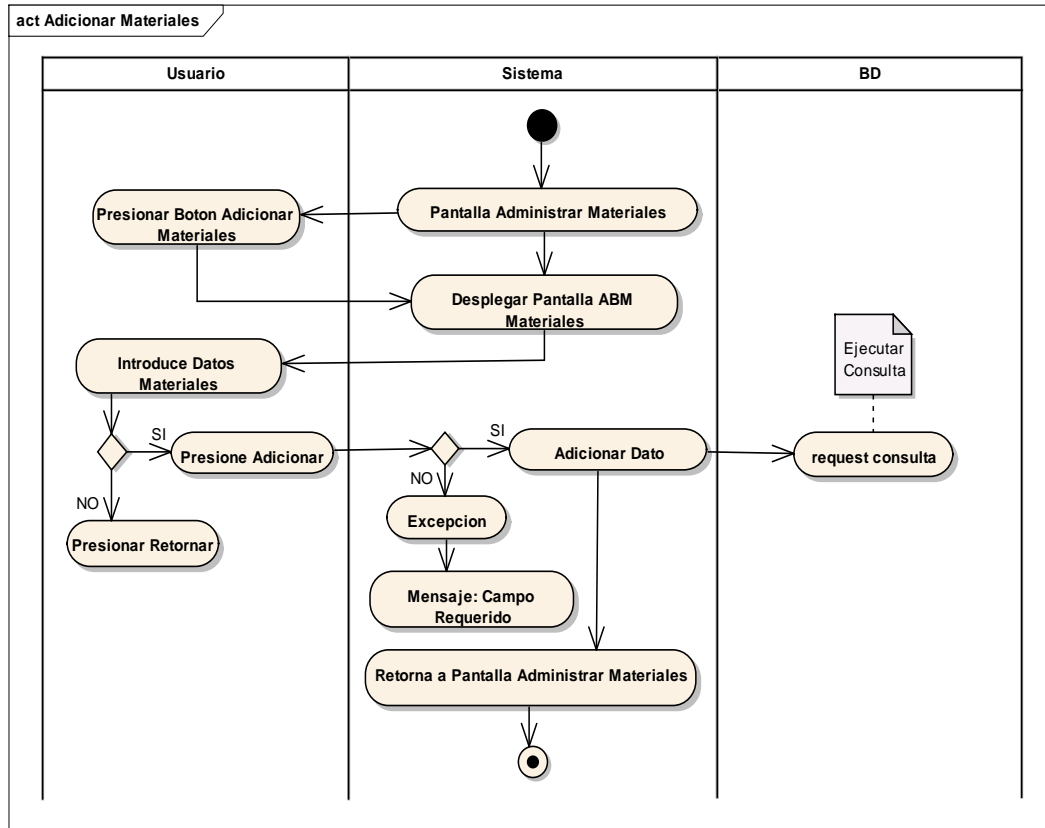 act Adicionar Materiales
Usuario
Sistema
BD
Presionar Boton Adicionar
Materiales
Pantalla Administrar Materiales
Desplegar Pantalla ABM
Materiales
Introduce Datos
Materiales
Ejecutar
Consulta
SI
Presione Adicionar
SI
Adicionar Dato
request consulta
NO
NO
Presionar Retornar
Excepcion
Mensaje: Campo
Requerido
Retorna a Pantalla Administrar Materiales